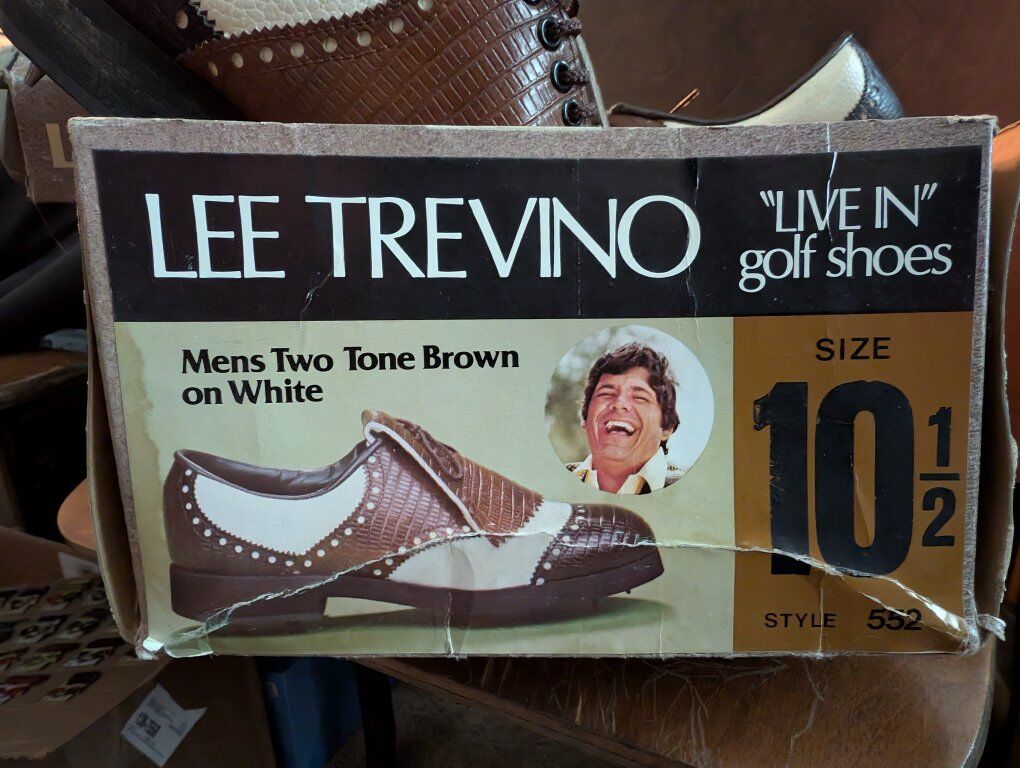 LEE TREVINO
"LIVE IN"
golf shoes
Mens Two Tone Brown
on White
SIZE
10 1/2
STYLE 552
L